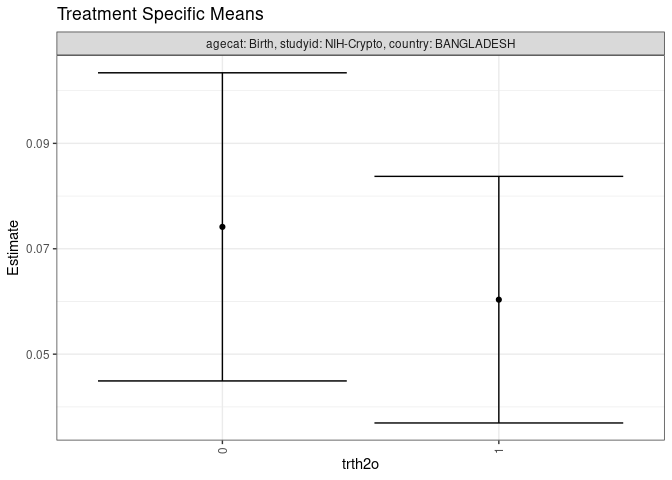 Treatment Specific Means
agecat: Birth, studyid: NIH-Crypto, country: BANGLADESH
0.09
0.07
0.05
Estimate
0
1
trth2o